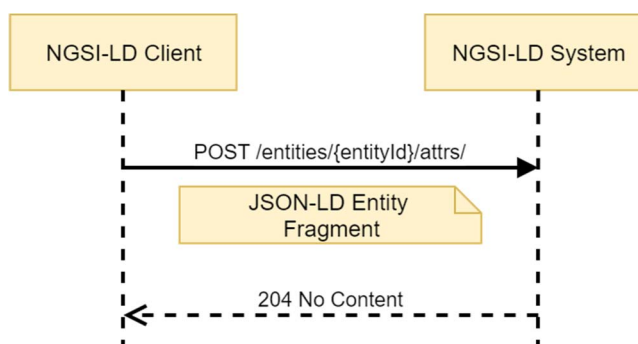 NGSI-LD Client
NGSI-LD System
POST /entities/{entityId}/attrs/
JSON-LD Entity
Fragment
204 No Content